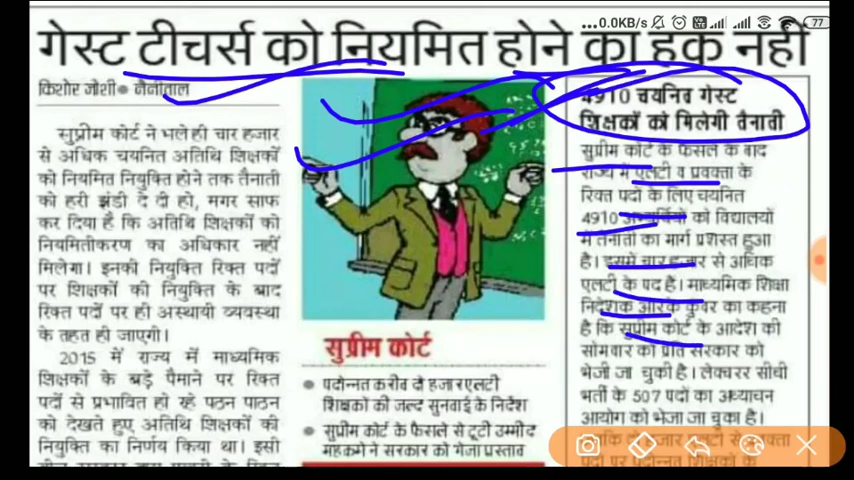 ...0.0KB/s
77
गेस्ट टीचर्स को नियमित होने का हक नहीं
किशोर जोशी● नैनीताल
सुप्रीम कोर्ट ने भले ही चार हजार
से अधिक चयनित अतिथि शिक्षकों
को नियमित नियुक्ति होने तक तैनाती
को हरी झंडी दे दी हो, मगर साफ
कर दिया है कि अतिथि शिक्षकों को
नियमितीकरण का अधिकार नहीं
मिलेगा। इनकी नियुक्ति रिक्त पदों
पर शिक्षकों की नियुक्ति के बाद
रिक्त पदों पर ही अस्थायी व्यवस्था
के तहत ही जाएगी।
2015 में राज्य में माध्यमिक
शिक्षकों के बड़े पैमाने पर रिक्त
पदों से प्रभावित हो रहे पठन पाठन
को देखते हुए अतिथि शिक्षकों की
नियुक्ति का निर्णय किया था। इसी
सुप्रीम कोर्ट
● पदोन्नत करीब दो हजार एलटी
शिक्षकों की जल्द सुनवाई के निर्देश
● सुप्रीम कोर्ट के फैसले से टूटी उम्मीद
महकमे ने सरकार को भेजा प्रस्ताव
4910 चयनित गेस्ट
शिक्षकों को मिलेगी तैनाती
सुप्रीम कोर्ट के फैसले के बाद
राज्य में एलटी व प्रवक्ता के
रिक्त पदों के लिए चयनित
4910 अभ्यर्थियों को विद्यालयों
में तैनाती का मार्ग प्रशस्त हुआ
है। इसमें चार हजार से अधिक
एलटी के पद है। माध्यमिक शिक्षा
निदेशक आरके कुंवर का कहना
है कि सुप्रीम कोर्ट के आदेश की
सोमवार को प्रति सरकार को
भेजी जा चुकी है। लेक्चरर सीधी
भर्ती के 507 पदों का अध्याचन
आयोग को भेजा जा चुका है।